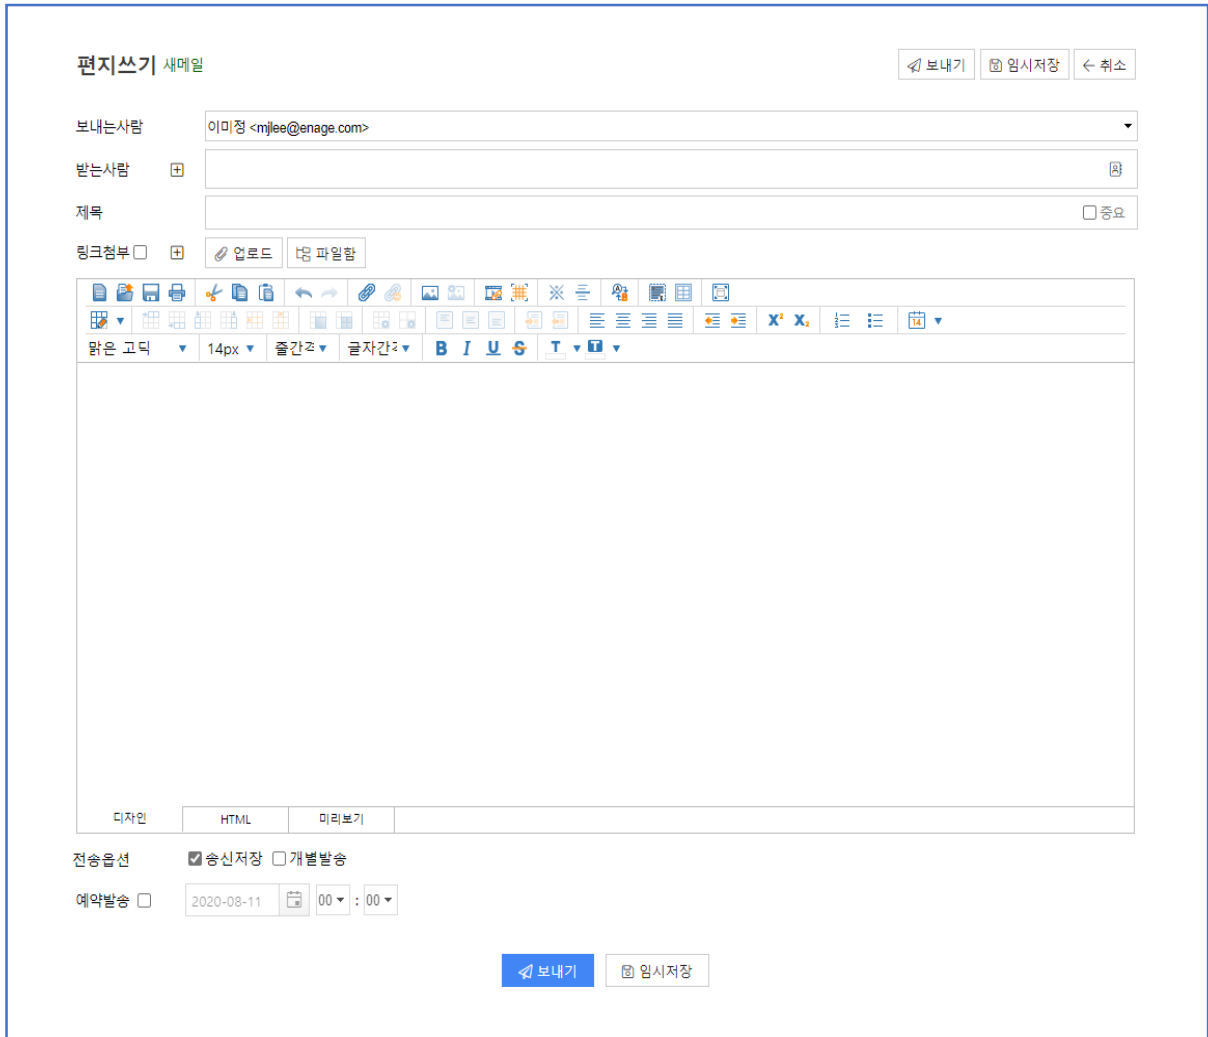 편지쓰기 새메일 보내기 임시저장 취소
보내는사람 이미정 <mjlee@enage.com>
받는사람
제목 중요
링크첨부 업로드 파일함
14
맑은 고딕 14px 줄간격 글자간격 B I U S T T
디자인 HTML 미리보기
전송옵션 송신저장 개별발송
예약발송 2020-08-11 00 : 00
보내기 임시저장